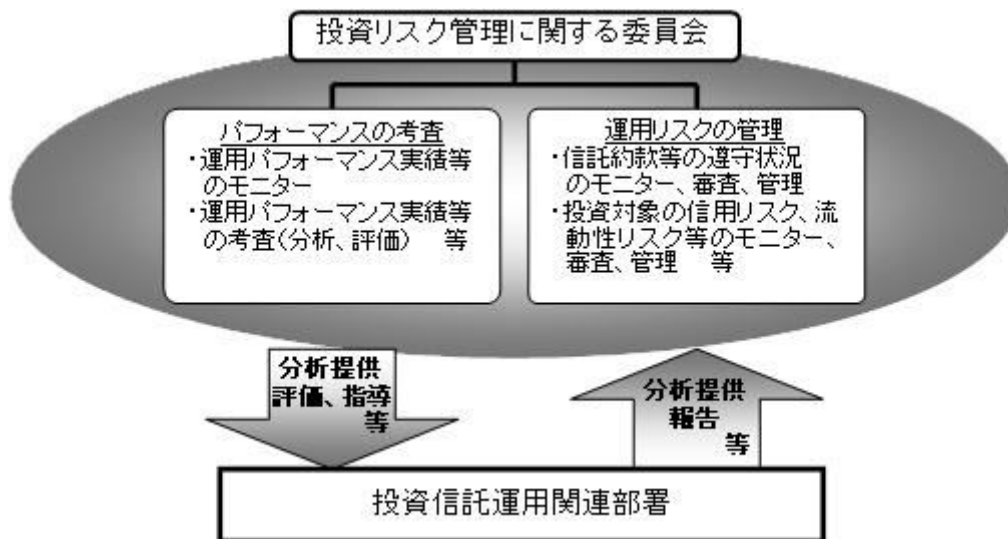 投資リスク管理に関する委員会
パフォーマンスの考査
・運用パフォーマンス実績等
のモニター
・運用パフォーマンス実績等
の考査(分析、評価) 等
運用リスクの管理
・信託約款等の遵守状況
のモニター、審査、管理
・投資対象の信用リスク、流
動性リスク等のモニター、
審査、管理 等
分析提供
評価、指導
等
分析提供
報告
等
投資信託運用関連部署